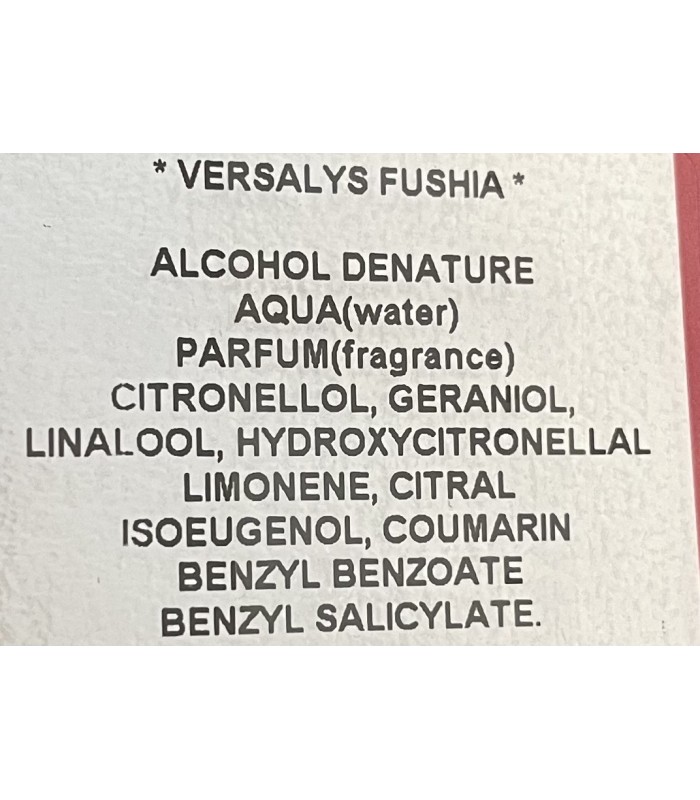 * VERSALYS FUSHIA *
ALCOHOL DENATURE
AQUA(water)
PARFUM(fragrance)
CITRONELLOL, GERANIOL,
LINALOOL, HYDROXYCITRONELLAL
LIMONENE, CITRAL
ISOEUGENOL, COUMARIN
BENZYL BENZOATE
BENZYL SALICYLATE.